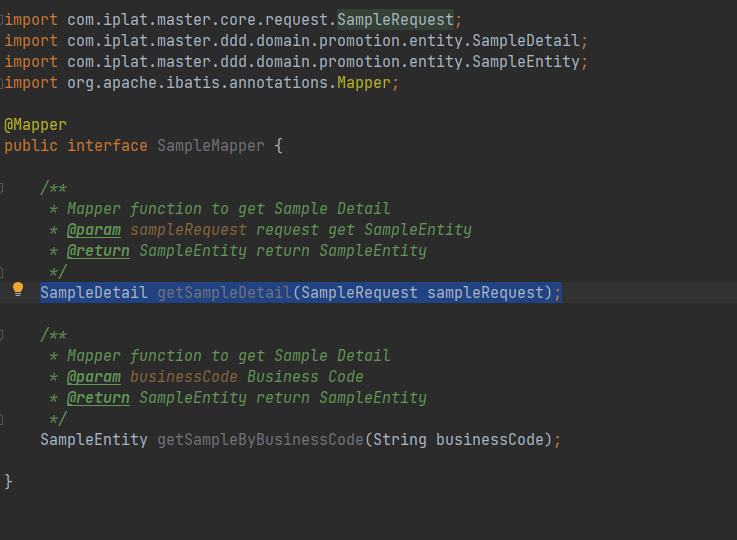 import com.iplat.master.core.request.SampleRequest;
import com.iplat.master.ddd.domain.promotion.entity.SampleDetail;
import com.iplat.master.ddd.domain.promotion.entity.SampleEntity;
import org.apache.ibatis.annotations.Mapper;
@Mapper
public interface SampleMapper {
/**
* Mapper function to get Sample Detail
* @param sampleRequest request get SampleEntity
* @return SampleEntity return SampleEntity
*/
SampleDetail getSampleDetail(SampleRequest sampleRequest);
/**
* Mapper function to get Sample Detail
* @param businessCode Business Code
* @return SampleEntity return SampleEntity
*/
SampleEntity getSampleByBusinessCode(String businessCode);
}